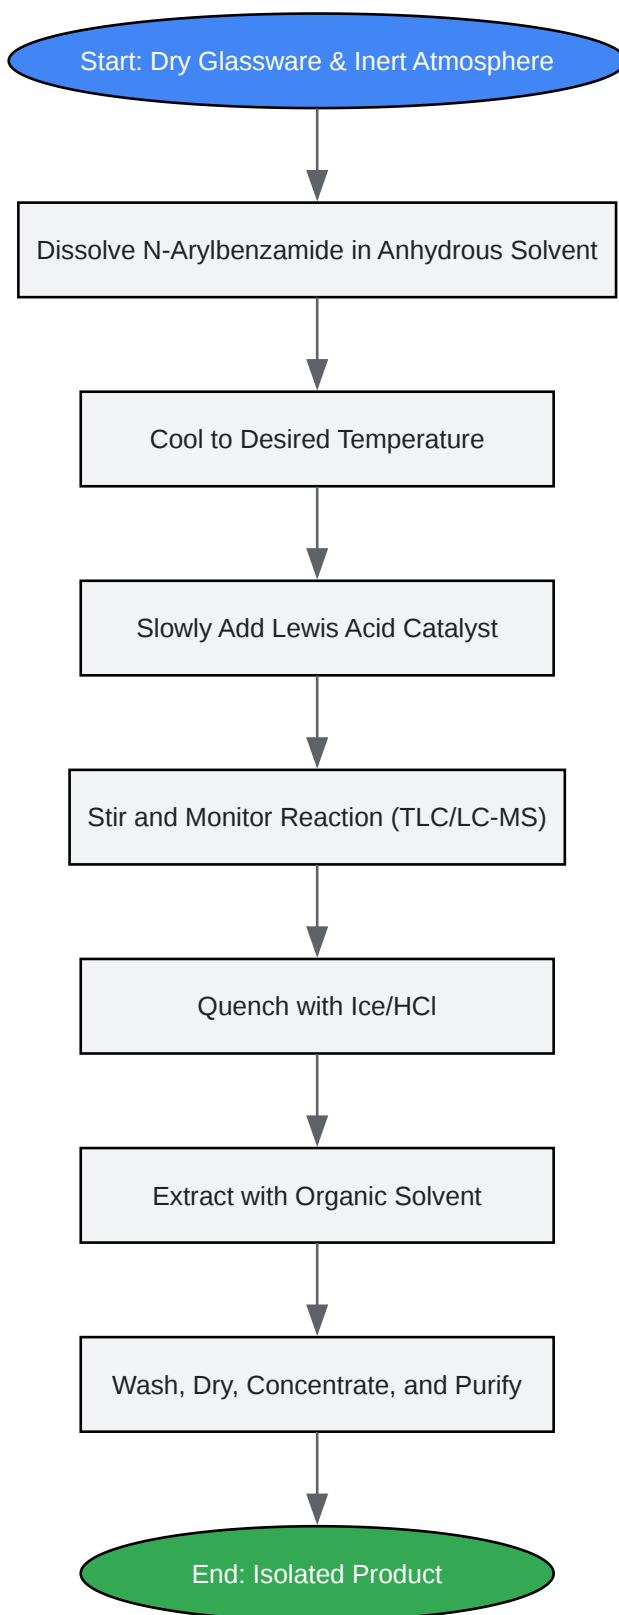 Start: Dry Glassware & Inert Atmosphere
Dissolve N-Arylbenzamide in Anhydrous Solvent
Cool to Desired Temperature
Slowly Add Lewis Acid Catalyst
Stir and Monitor Reaction (TLC/LC-MS)
Quench with Ice/HCl
Extract with Organic Solvent
Wash, Dry, Concentrate, and Purify
End: Isolated Product